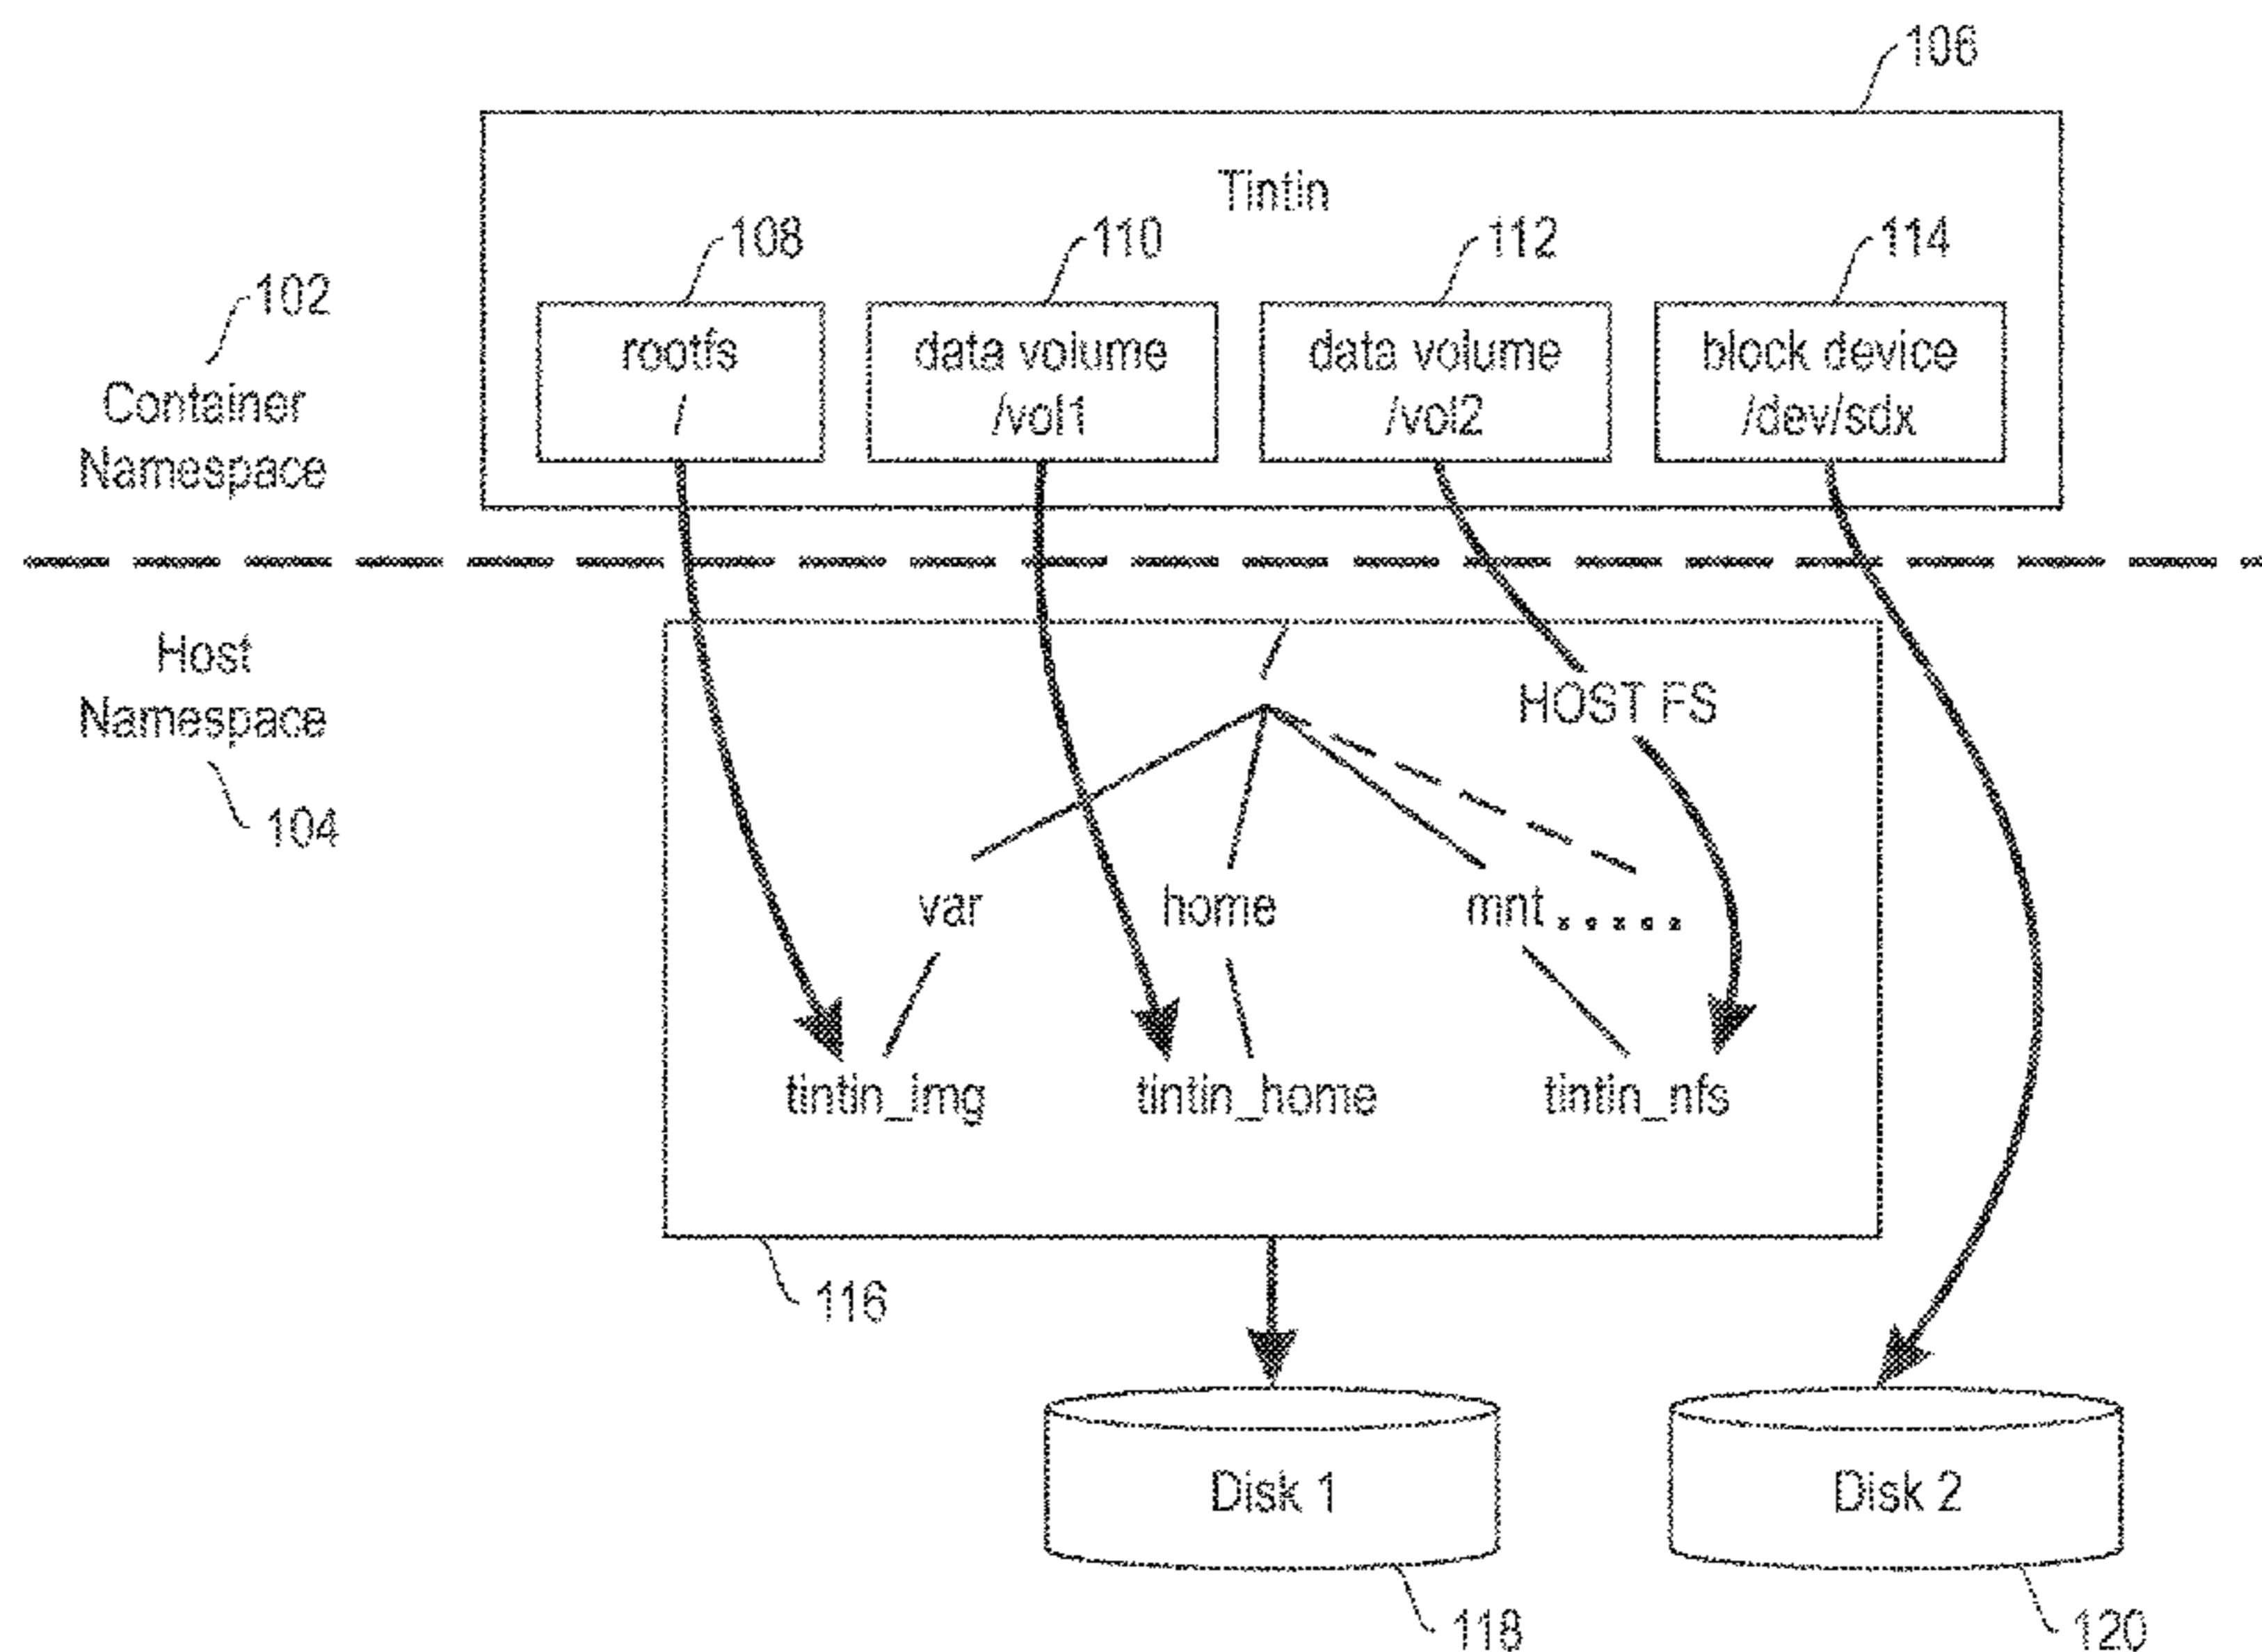 106
Tintin
108
110
112
114
102
Container
Namespace
rootfs
/
data volume
/vol1
data volume
/vol2
block device
/dev/sdx
Host
Namespace
104
/
HOST FS
var
home
mnt.....
tintin_img
tintin_home
tintin_nfs
116
Disk 1
Disk 2
118
120